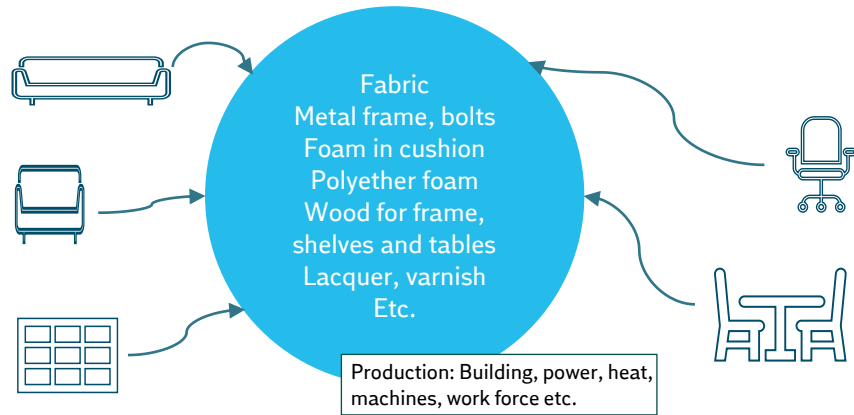 Fabric
Metal frame, bolts
Foam in cushion
Polyether foam
Wood for frame,
shelves and tables
Lacquer, varnish
Etc.
Production: Building, power, heat,
machines, work force etc.